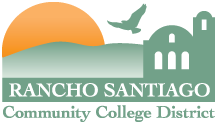 RANCHO SANTIAGO
Community College District